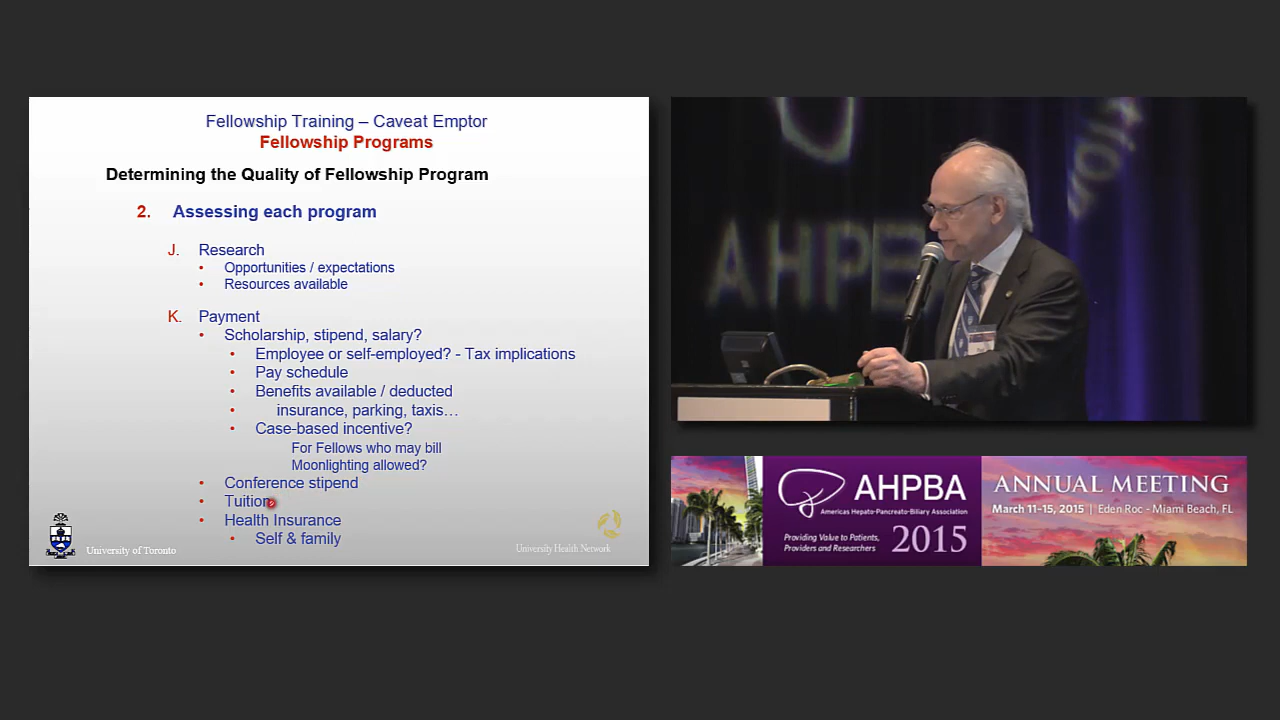 Fellowship Training – Caveat Emptor
Fellowship Programs
Determining the Quality of Fellowship Program
2. Assessing each program
J. Research
• Opportunities / expectations
• Resources available
K. Payment
• Scholarship, stipend, salary?
• Employee or self-employed? - Tax implications
• Pay schedule
• Benefits available / deducted
• insurance, parking, taxis…
• Case-based incentive?
For Fellows who may bill
Moonlighting allowed?
• Conference stipend
• Tuition
• Health Insurance
• Self & family
University of Toronto
University Health Network
AHPB
AHPBA
Americas Hepato-Pancreato-Biliary Association
Providing Value to Patients,
Providers and Researchers
2015
ANNUAL MEETING
March 11-15, 2015 | Eden Roc - Miami Beach, FL